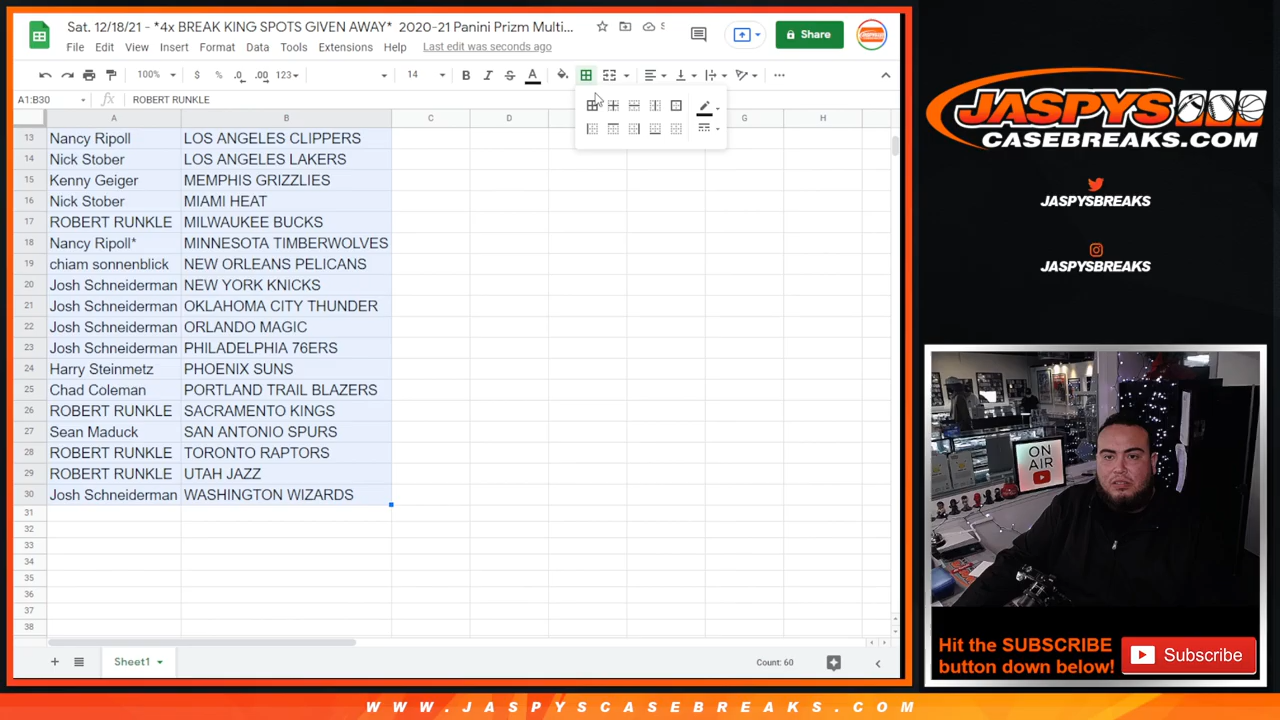 Sat. 12/18/21 - *4x BREAK KING SPOTS GIVEN AWAY* 2020-21 Panini Prizm Multi...
File Edit View Insert Format Data Tools Extensions Help Last edit was seconds ago
Share
100% $ % .0 .00 123 14 B I S A
A1:B30 fx ROBERT RUNKLE
A B C D G H
13 Nancy Ripoll LOS ANGELES CLIPPERS
14 Nick Stober LOS ANGELES LAKERS
15 Kenny Geiger MEMPHIS GRIZZLIES
16 Nick Stober MIAMI HEAT
17 ROBERT RUNKLE MILWAUKEE BUCKS
18 Nancy Ripoll* MINNESOTA TIMBERWOLVES
19 chiam sonnenblick NEW ORLEANS PELICANS
20 Josh Schneiderman NEW YORK KNICKS
21 Josh Schneiderman OKLAHOMA CITY THUNDER
22 Josh Schneiderman ORLANDO MAGIC
23 Josh Schneiderman PHILADELPHIA 76ERS
24 Harry Steinmetz PHOENIX SUNS
25 Chad Coleman PORTLAND TRAIL BLAZERS
26 ROBERT RUNKLE SACRAMENTO KINGS
27 Sean Maduck SAN ANTONIO SPURS
28 ROBERT RUNKLE TORONTO RAPTORS
29 ROBERT RUNKLE UTAH JAZZ
30 Josh Schneiderman WASHINGTON WIZARDS
31
32
33
34
35
36
37
38
Sheet1
Count: 60
JASPYS
CASEBREAKS.COM
JASPYSBREAKS
JASPYSBREAKS
ON
AIR
Hit the SUBSCRIBE
button down below!
Subscribe
WWW.JASPYSCASEBREAKS.COM